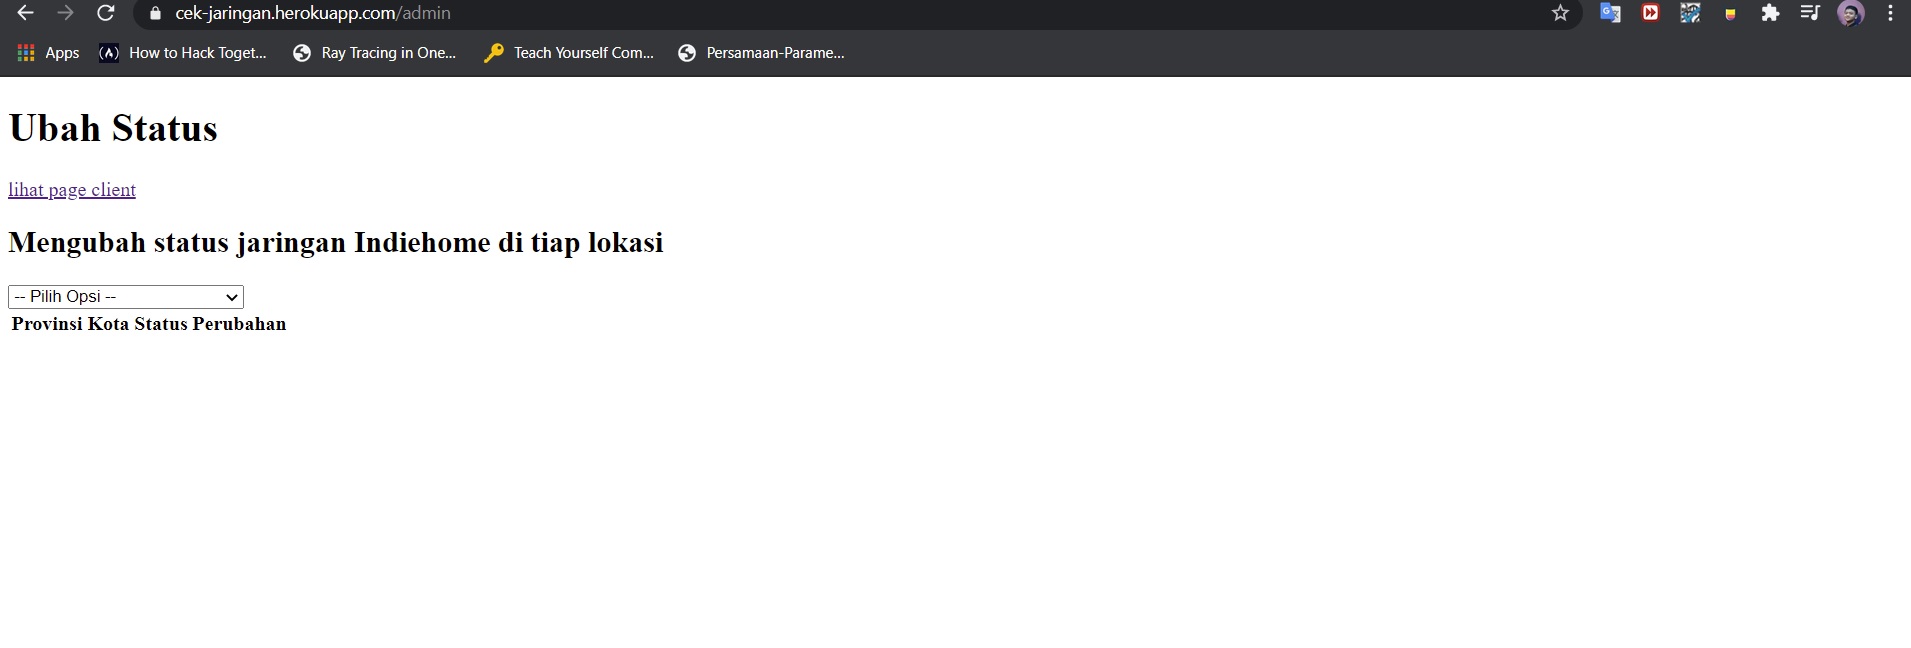 cek-jaringan.herokuapp.com/admin
Apps How to Hack Toget... Ray Tracing in One... Teach Yourself Com... Persamaan-Parame...
Ubah Status
lihat page client
Mengubah status jaringan Indiehome di tiap lokasi
-- Pilih Opsi --
Provinsi Kota Status Perubahan